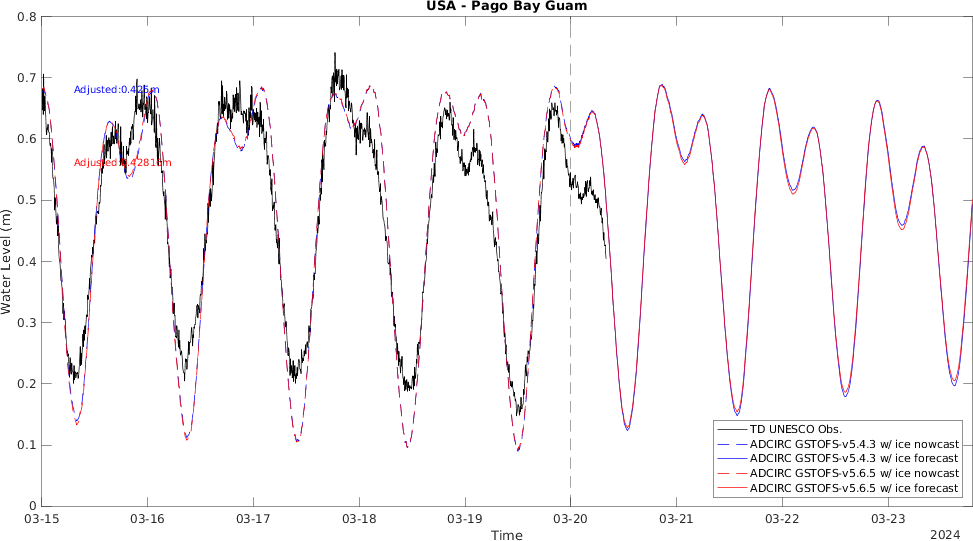 USA - Pago Bay Guam
0.8
0.7
0.6
0.5
0.4
0.3
0.2
0.1
0
Water Level (m)
Adjusted:0.425m
Adjusted:0.4281m
TD UNESCO Obs.
ADCIRC GSTOFS-v5.4.3 w/ ice nowcast
ADCIRC GSTOFS-v5.4.3 w/ ice forecast
ADCIRC GSTOFS-v5.6.5 w/ ice nowcast
ADCIRC GSTOFS-v5.6.5 w/ ice forecast
03-15 03-16 03-17 03-18 03-19 03-20 03-21 03-22 03-23
Time
2024